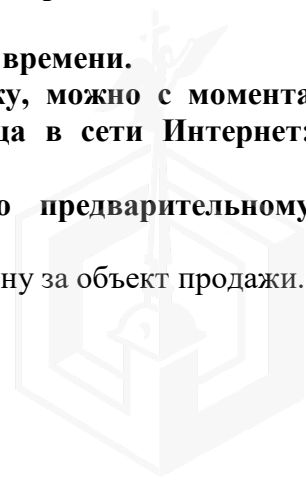 времени.
ку, можно с момента
ца в сети Интернет:
о предварительному
ну за объект продажи.